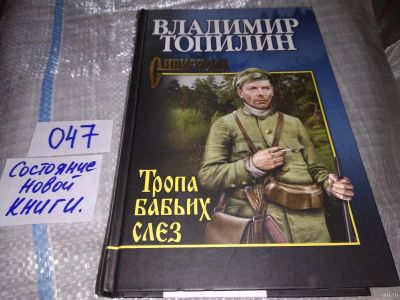 ВЛАДИМИР
ТОПИЛИН
Сибириада
Тропа
бабьих
слез
047
Состояние
новой
книги.